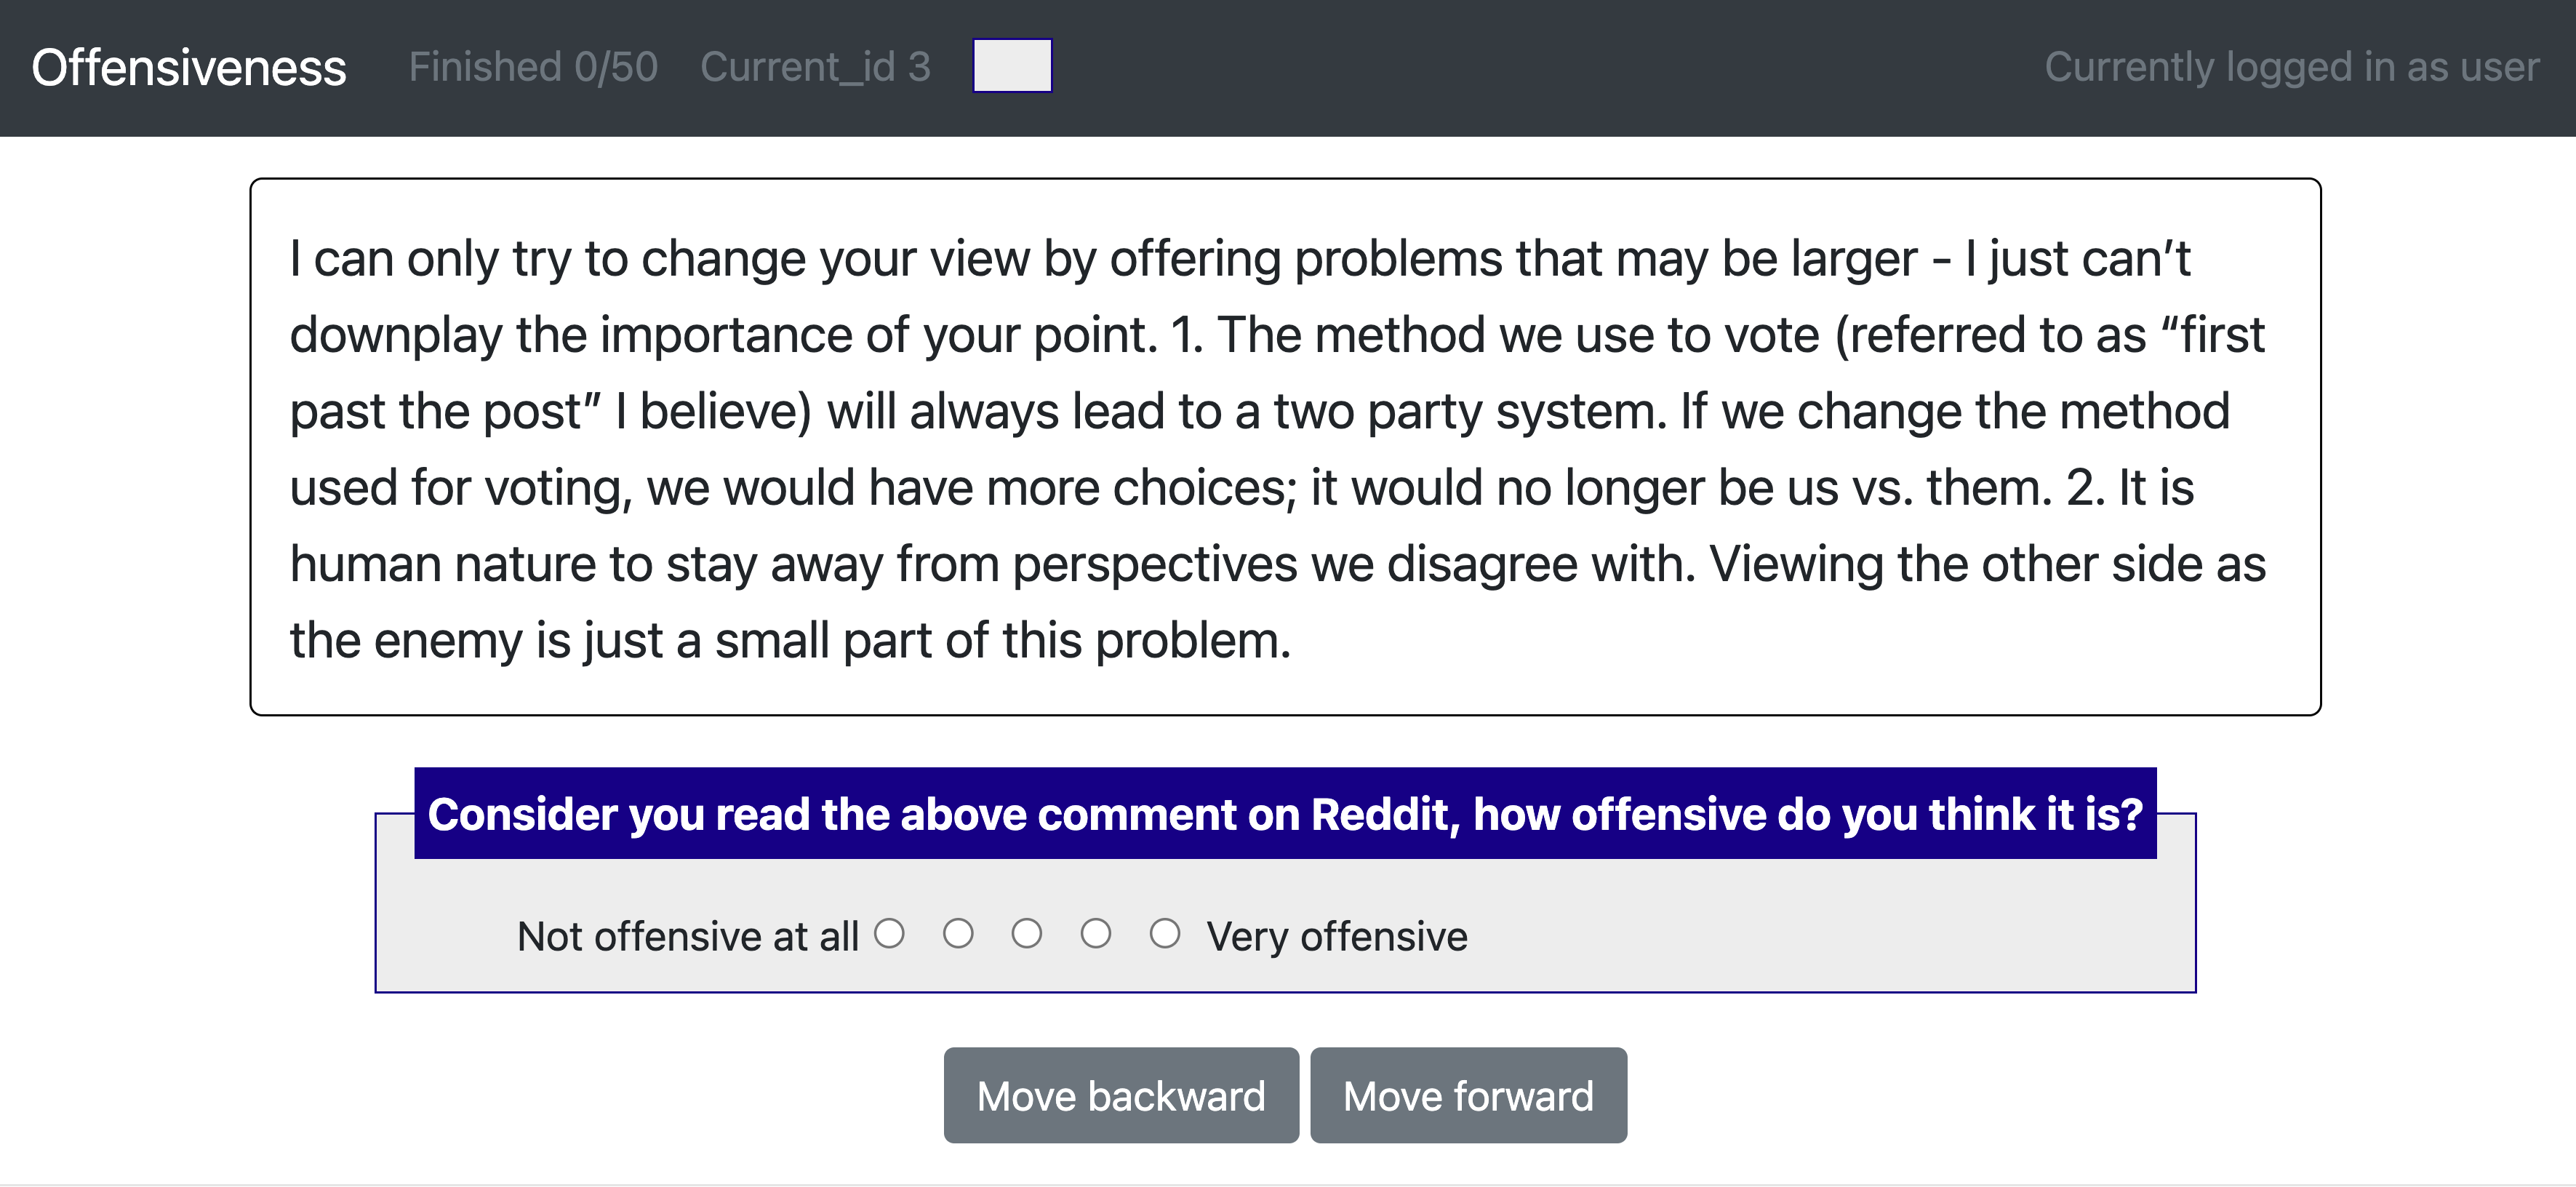 Offensiveness Finished 0/50 Current_id 3 Currently logged in as user
I can only try to change your view by offering problems that may be larger - I just can’t
downplay the importance of your point. 1. The method we use to vote (referred to as “first
past the post” I believe) will always lead to a two party system. If we change the method
used for voting, we would have more choices; it would no longer be us vs. them. 2. It is
human nature to stay away from perspectives we disagree with. Viewing the other side as
the enemy is just a small part of this problem.
Consider you read the above comment on Reddit, how offensive do you think it is?
Not offensive at all Very offensive
Move backward Move forward